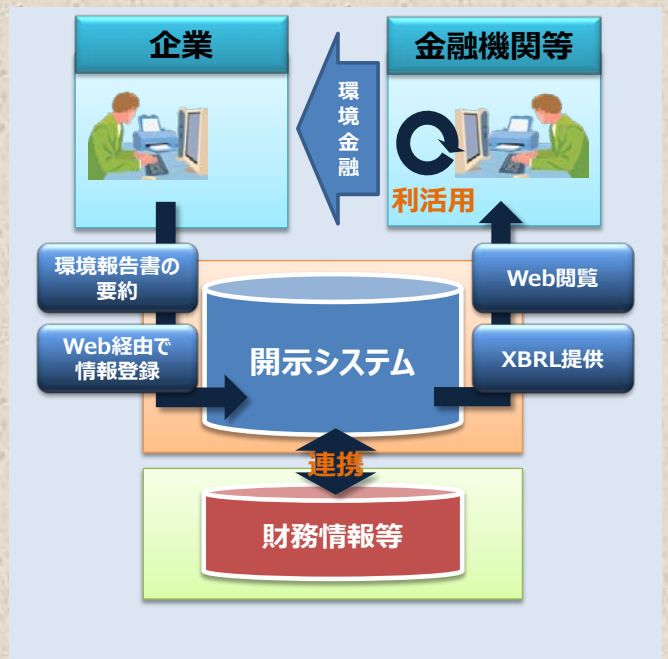 企業
金融機関等
環境金融
利活用
環境報告書の
要約
Web経由で
情報登録
開示システム
Web閲覧
XBRL提供
連携
財務情報等